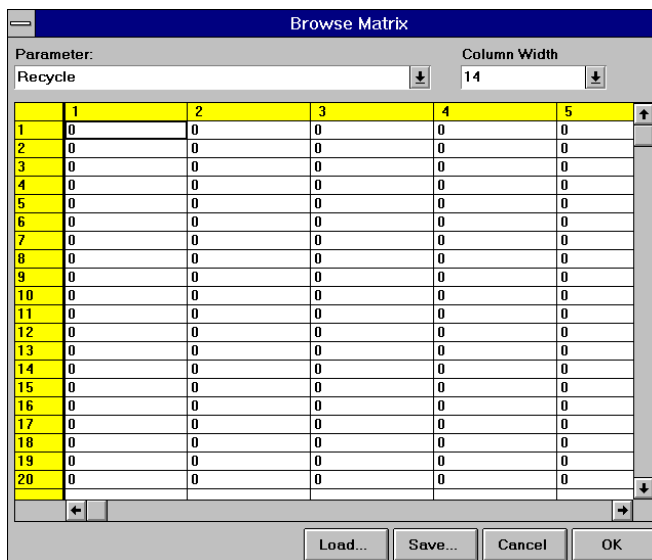 Browse Matrix
Parameter: Column Width
Recycle 14
1 2 3 4 5
1 0 0 0 0 0
2 0 0 0 0 0
3 0 0 0 0 0
4 0 0 0 0 0
5 0 0 0 0 0
6 0 0 0 0 0
7 0 0 0 0 0
8 0 0 0 0 0
9 0 0 0 0 0
10 0 0 0 0 0
11 0 0 0 0 0
12 0 0 0 0 0
13 0 0 0 0 0
14 0 0 0 0 0
15 0 0 0 0 0
16 0 0 0 0 0
17 0 0 0 0 0
18 0 0 0 0 0
19 0 0 0 0 0
20 0 0 0 0 0
Load... Save... Cancel OK